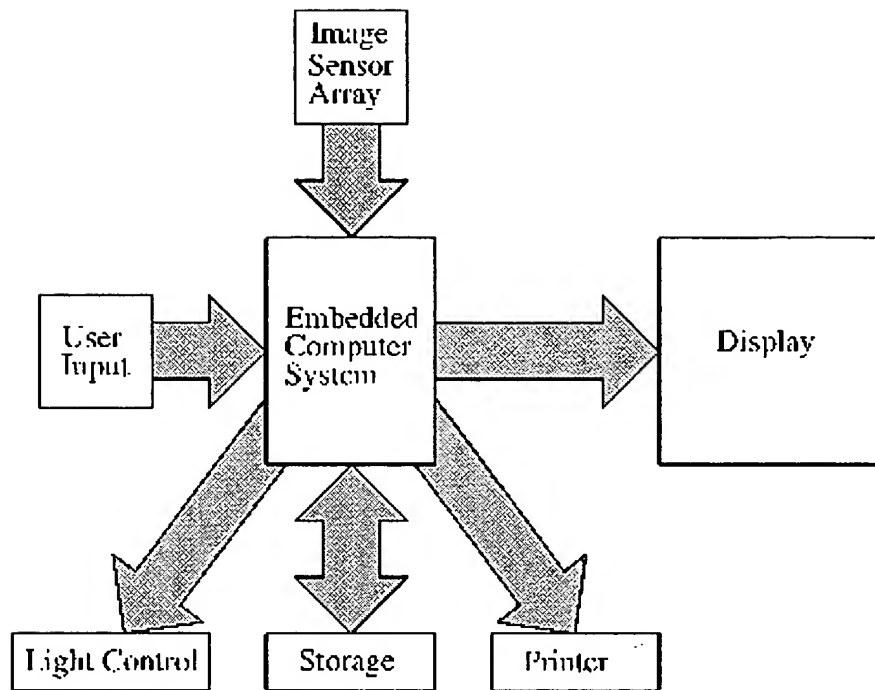 Image
Sensor
Array
User
Input
Embedded
Computer
System
Display
Light Control
Storage
Printer